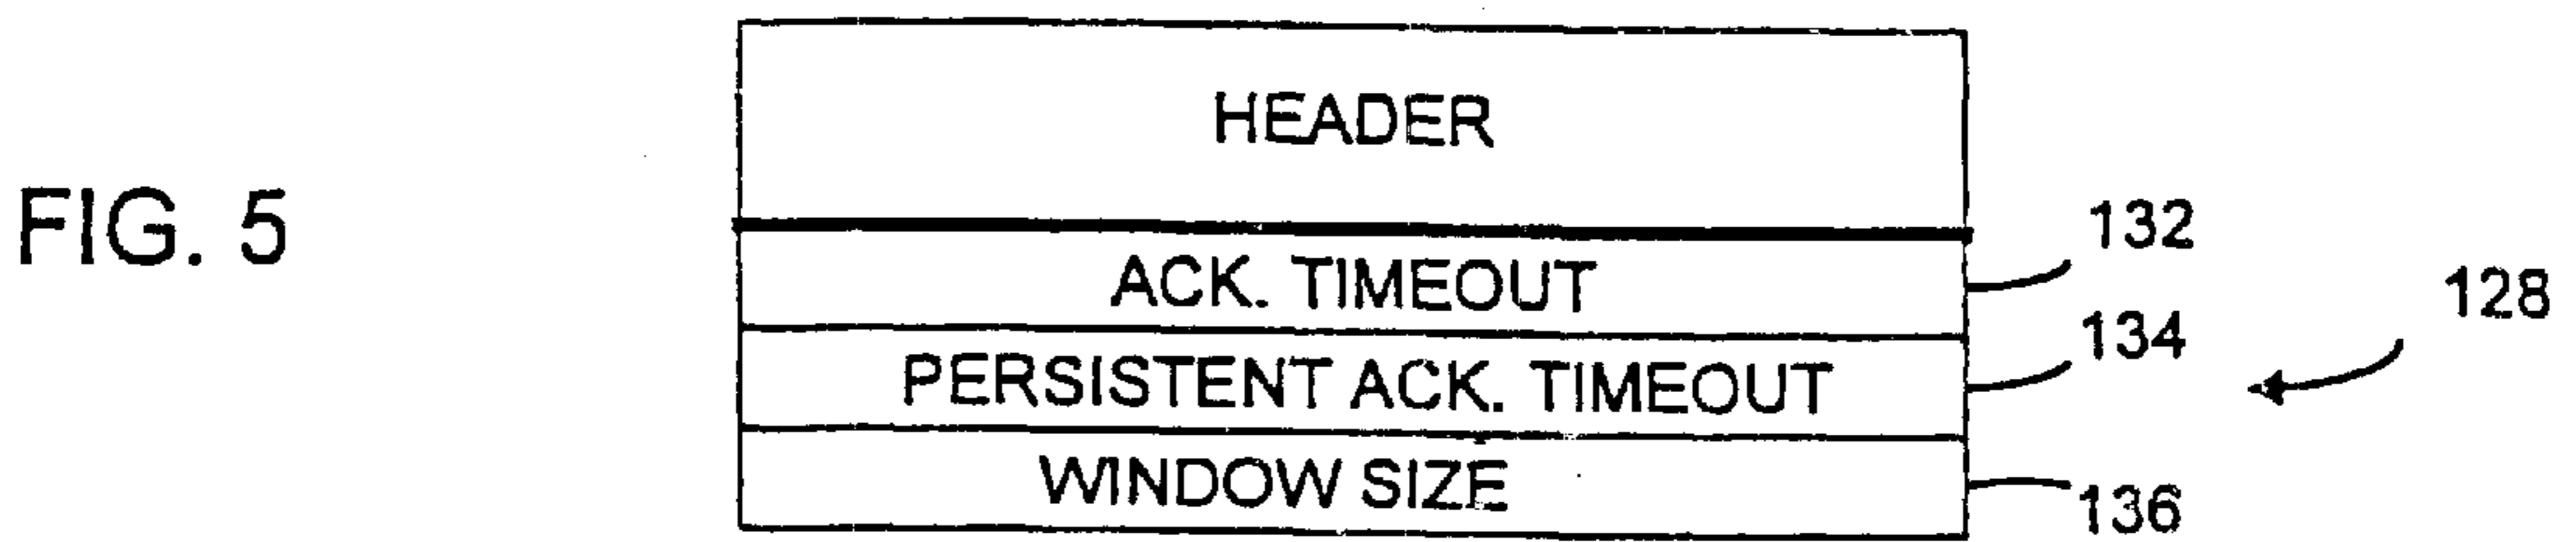 HEADER
FIG. 5
132
ACK. TIMEOUT
128
134
PERSISTENT ACK. TIMEOUT
WINDOW SIZE
136